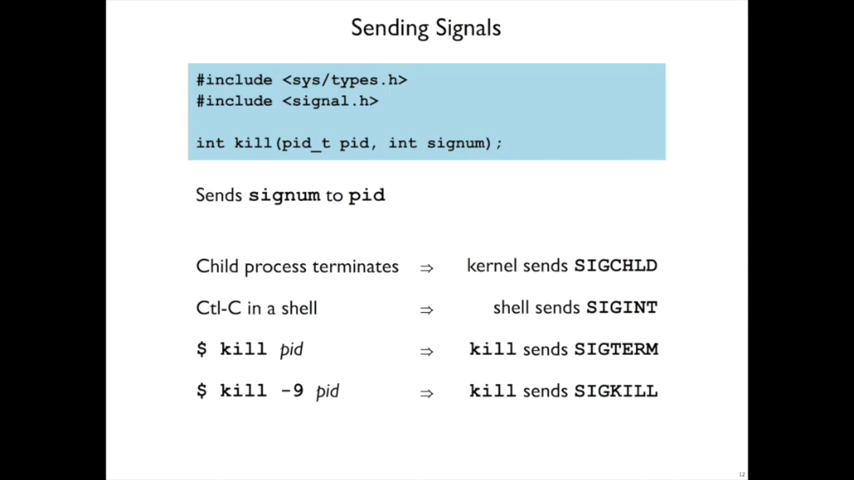 Sending Signals
#include <sys/types.h>
#include <signal.h>
int kill(pid_t pid, int signum);
Sends signum to pid
Child process terminates ⇒ kernel sends SIGCHLD
Ctl-C in a shell ⇒ shell sends SIGINT
$ kill pid ⇒ kill sends SIGTERM
$ kill -9 pid ⇒ kill sends SIGKILL
12